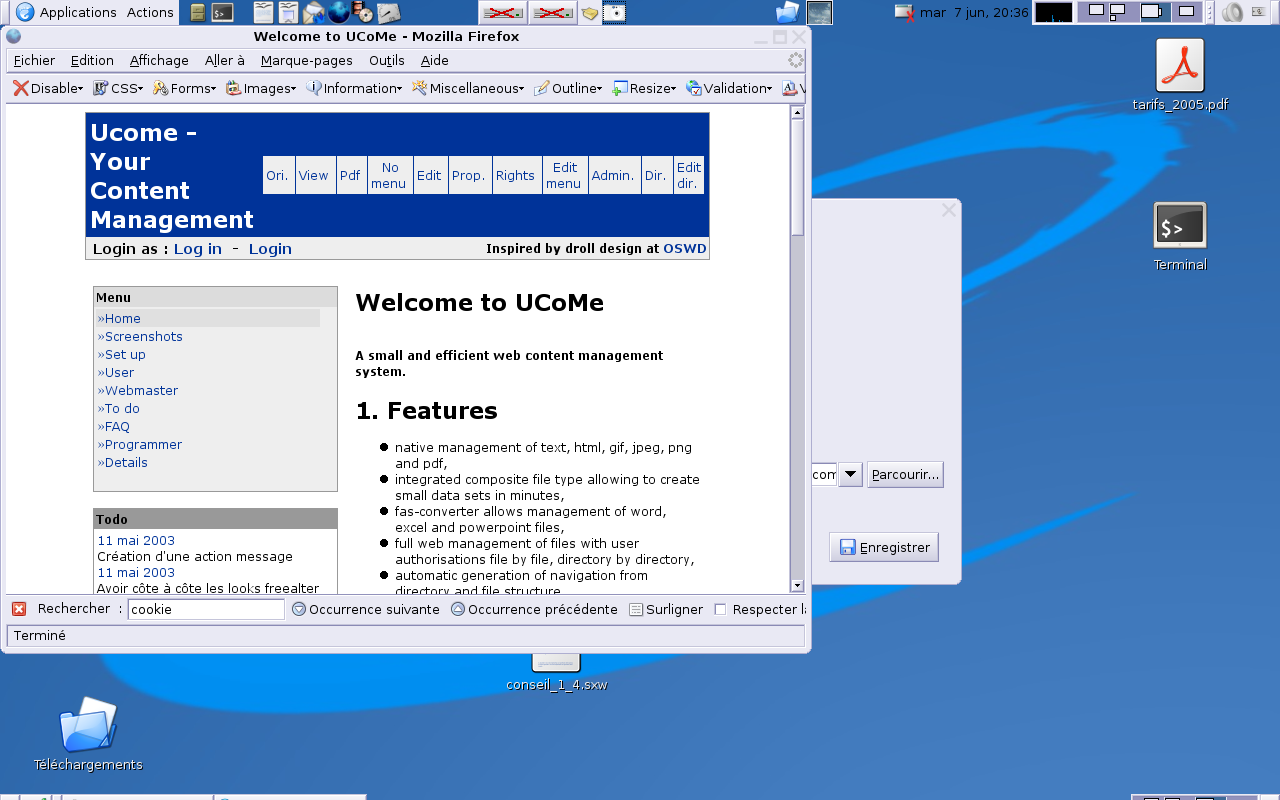 Applications Actions
mar 7 jun, 20:36
Welcome to UCoMe - Mozilla Firefox
Fichier Edition Affichage Aller à Marque-pages Outils Aide
Disable CSS Forms Images Information Miscellaneous Outline Resize Validation
Ucome -
Your
Content
Management
Ori. View Pdf No menu Edit Prop. Rights Edit menu Admin. Dir. Edit dir.
Login as : Log in - Login
Inspired by droll design at OSWD
Menu
»Home
»Screenshots
»Set up
»User
»Webmaster
»To do
»FAQ
»Programmer
»Details
Todo
11 mai 2003
Création d'une action message
11 mai 2003
Avoir côte à côte les looks freealter
Welcome to UCoMe
A small and efficient web content management
system.
1. Features
native management of text, html, gif, jpeg, png
and pdf,
integrated composite file type allowing to create
small data sets in minutes,
fas-converter allows management of word,
excel and powerpoint files,
full web management of files with user
authorisations file by file, directory by directory,
automatic generation of navigation from
directory and file structure
Rechercher : cookie Occurrence suivante Occurrence précédente Surligner Respecter la
Terminé
com Parcourir...
Enregistrer
tarifs_2005.pdf
$>
Terminal
conseil_1_4.sxw
Téléchargements